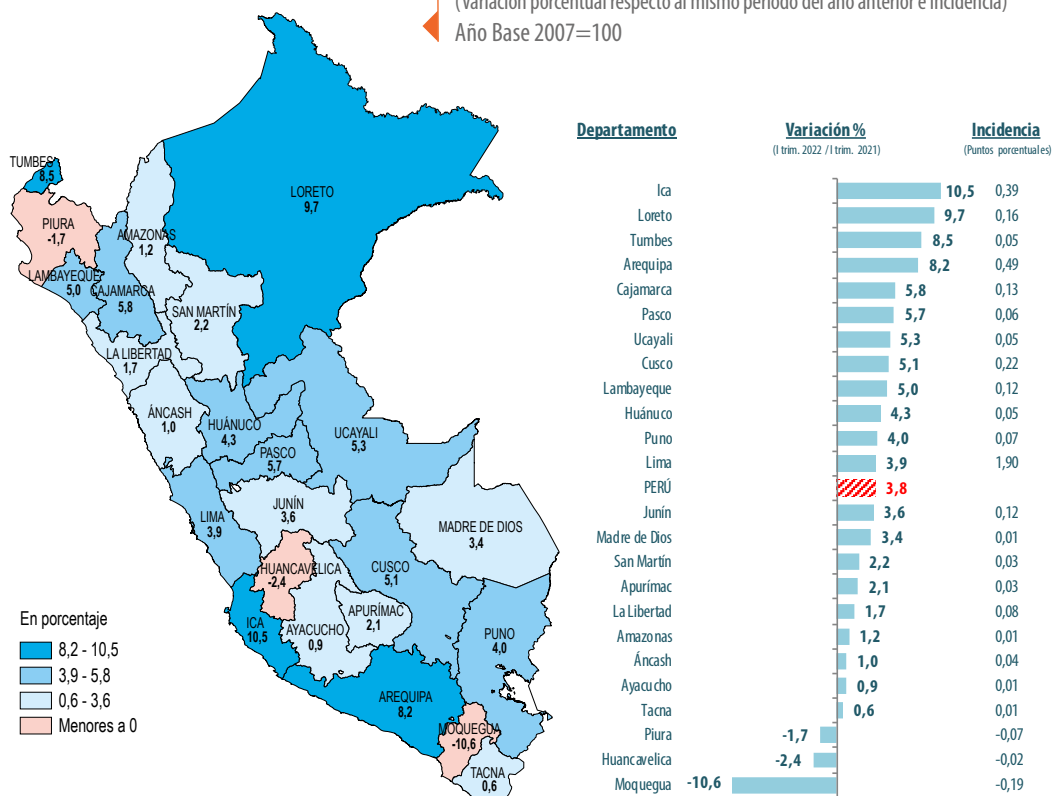 (Variación porcentual respecto al mismo periodo del año anterior e incidencia)
Año Base 2007=100
TUMBES
8,5
PIURA
-1,7
LAMBAYEQUE
5,0
CAJAMARCA
5,8
AMAZONAS
1,2
LORETO
9,7
SAN MARTÍN
2,2
LA LIBERTAD
1,7
ÁNCASH
1,0
HUÁNUCO
4,3
UCAYALI
5,3
PASCO
5,7
LIMA
3,9
JUNÍN
3,6
MADRE DE DIOS
3,4
HUANCAVELICA
-2,4
CUSCO
5,1
ICA
10,5
AYACUCHO
0,9
APURÍMAC
2,1
PUNO
4,0
AREQUIPA
8,2
MOQUEGUA
-10,6
TACNA
0,6
En porcentaje
8,2 - 10,5
3,9 - 5,8
0,6 - 3,6
Menores a 0
Departamento Variación % Incidencia
(I trim. 2022 / I trim. 2021) (Puntos porcentuales)
Ica 10,5 0,39
Loreto 9,7 0,16
Tumbes 8,5 0,05
Arequipa 8,2 0,49
Cajamarca 5,8 0,13
Pasco 5,7 0,06
Ucayali 5,3 0,05
Cusco 5,1 0,22
Lambayeque 5,0 0,12
Huánuco 4,3 0,05
Puno 4,0 0,07
Lima 3,9 1,90
PERÚ 3,8
Junín 3,6 0,12
Madre de Dios 3,4 0,01
San Martín 2,2 0,03
Apurímac 2,1 0,03
La Libertad 1,7 0,08
Amazonas 1,2 0,01
Áncash 1,0 0,04
Ayacucho 0,9 0,01
Tacna 0,6 0,01
Piura -1,7 -0,07
Huancavelica -2,4 -0,02
Moquegua -10,6 -0,19